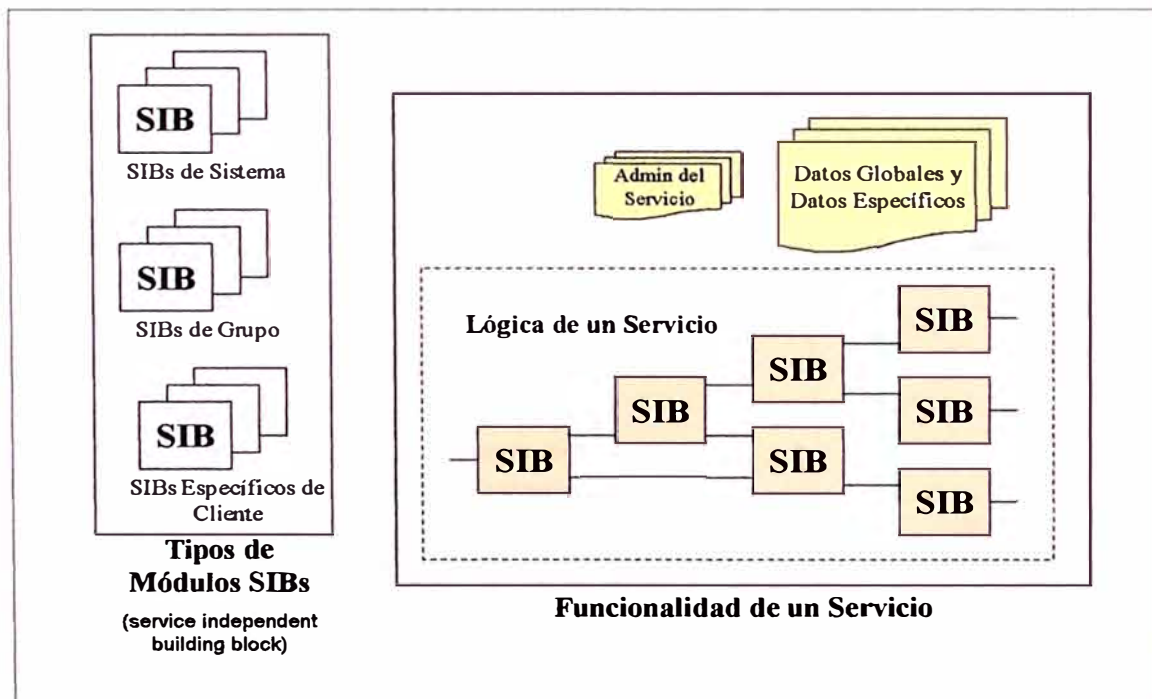 SIB
SIBs de Sistema
SIB
SIBs de Grupo
SIB
SIBs Específicos de
Cliente
Tipos de
Módulos SIBs
(service independent
building block)
Admin del
Servicio
Datos Globales y
Datos Específicos
Lógica de un Servicio
SIB
SIB
SIB
SIB
SIB
SIB
SIB
Funcionalidad de un Servicio